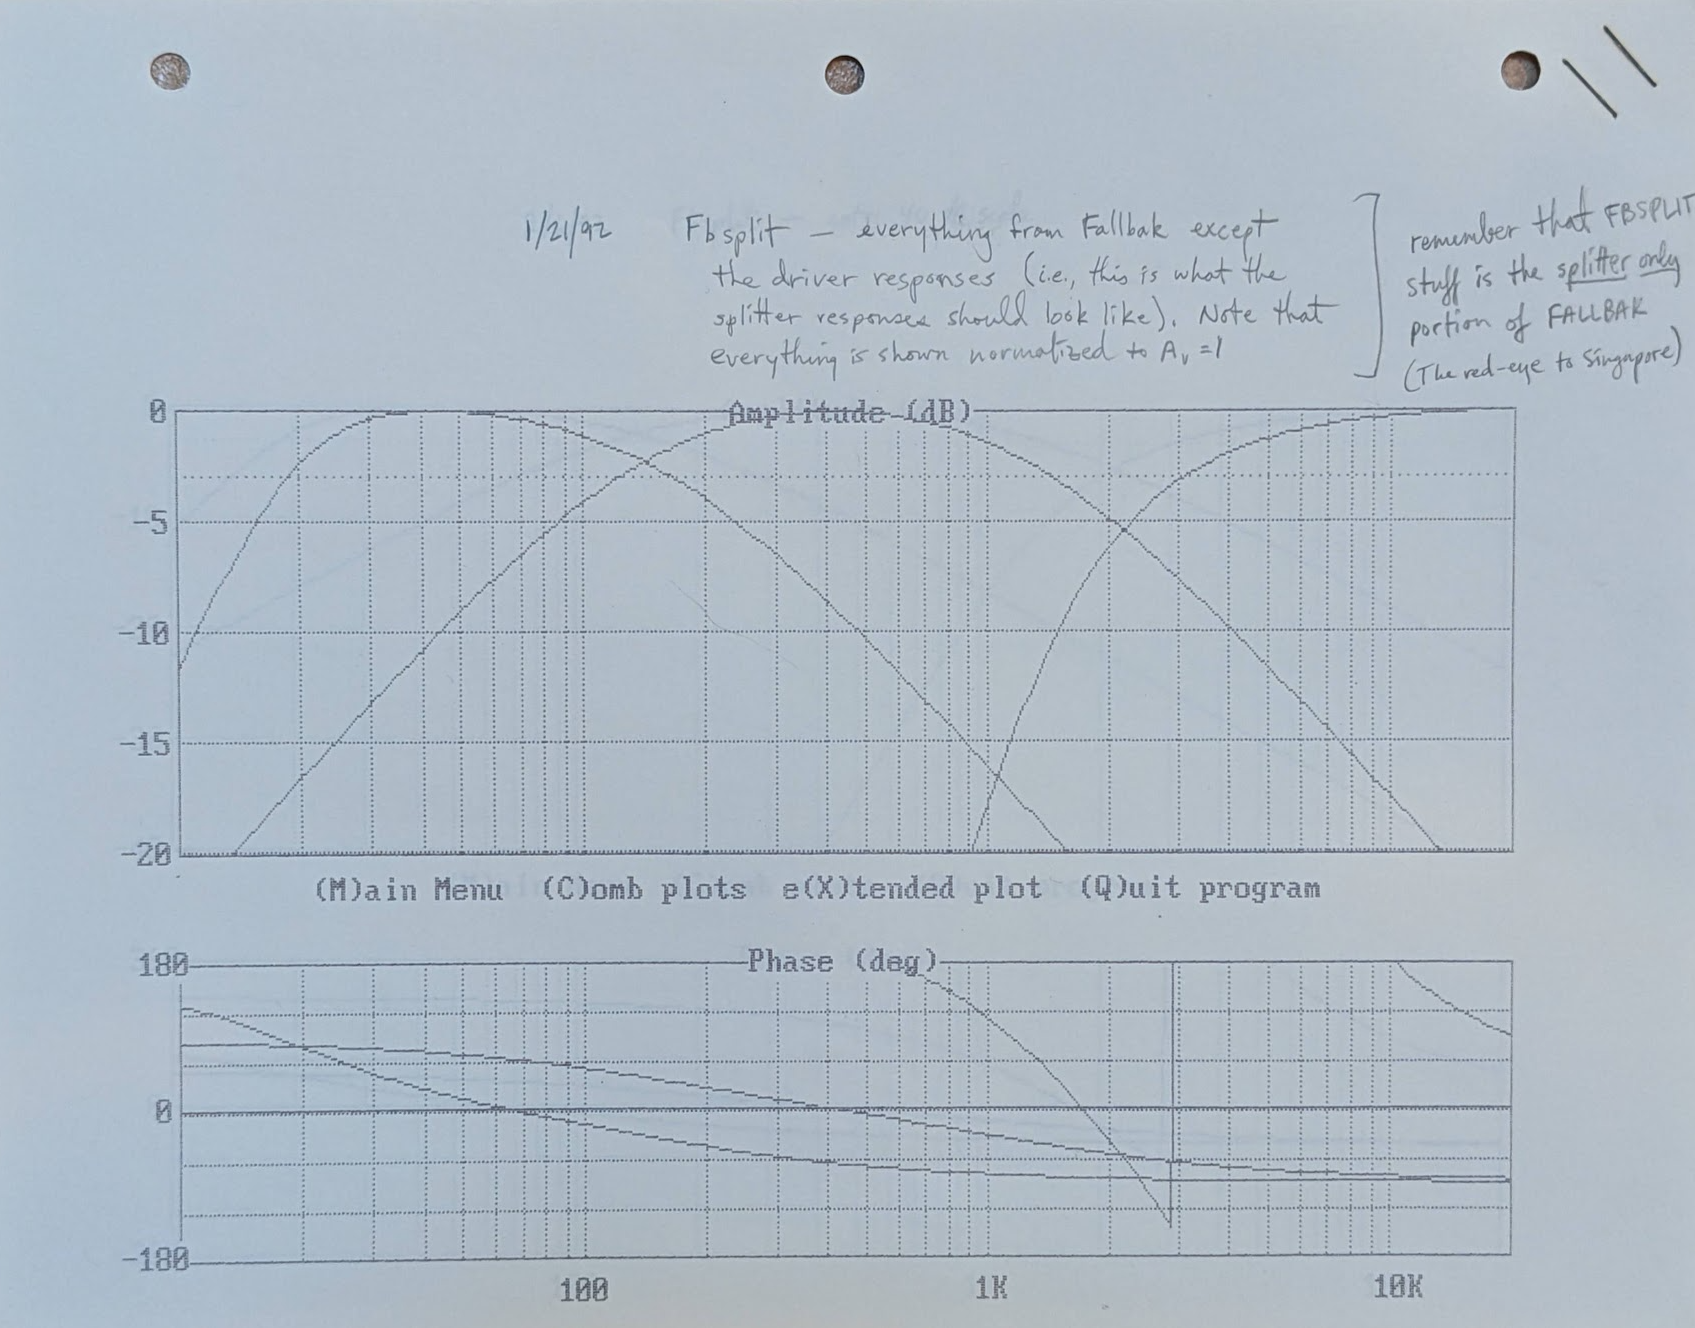 1/21/92 Fbsplit — everything from Fallbak except
the driver responses (i.e., this is what the
splitter responses should look like). Note that
everything is shown normalized to Av =1
remember that FBSPLIT
stuff is the splitter only
portion of FALLBAK
(The red-eye to Singapore)
Amplitude (dB)
0
-5
-10
-15
-20
(M)ain Menu (C)omb plots e(X)tended plot (Q)uit program
Phase (deg)
180
0
-180
100 1K 10K